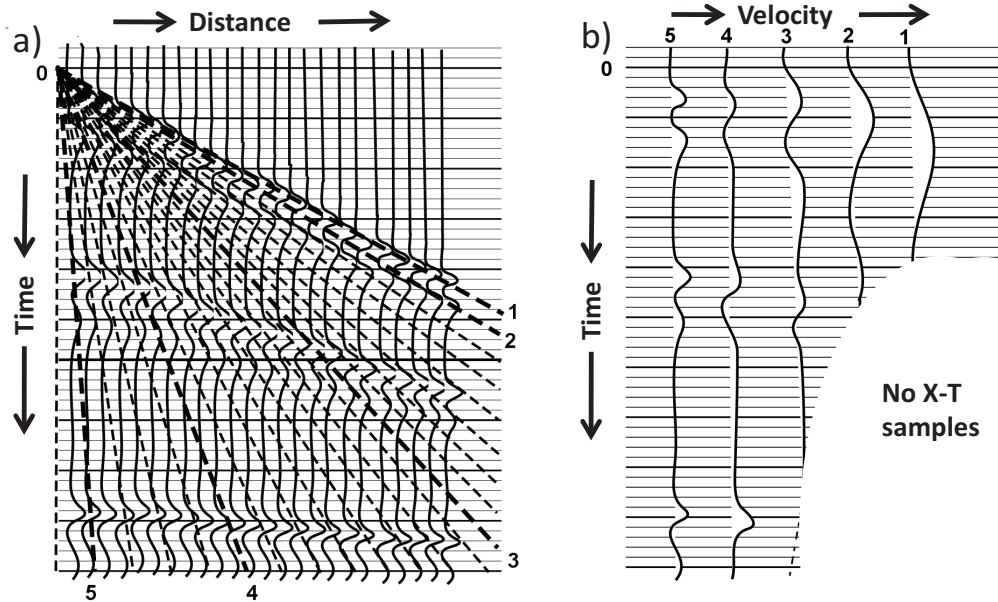 a)
Distance
0
Time
1
2
3
4
5
b)
Velocity
5 4 3 2 1
0
Time
No X-T
samples